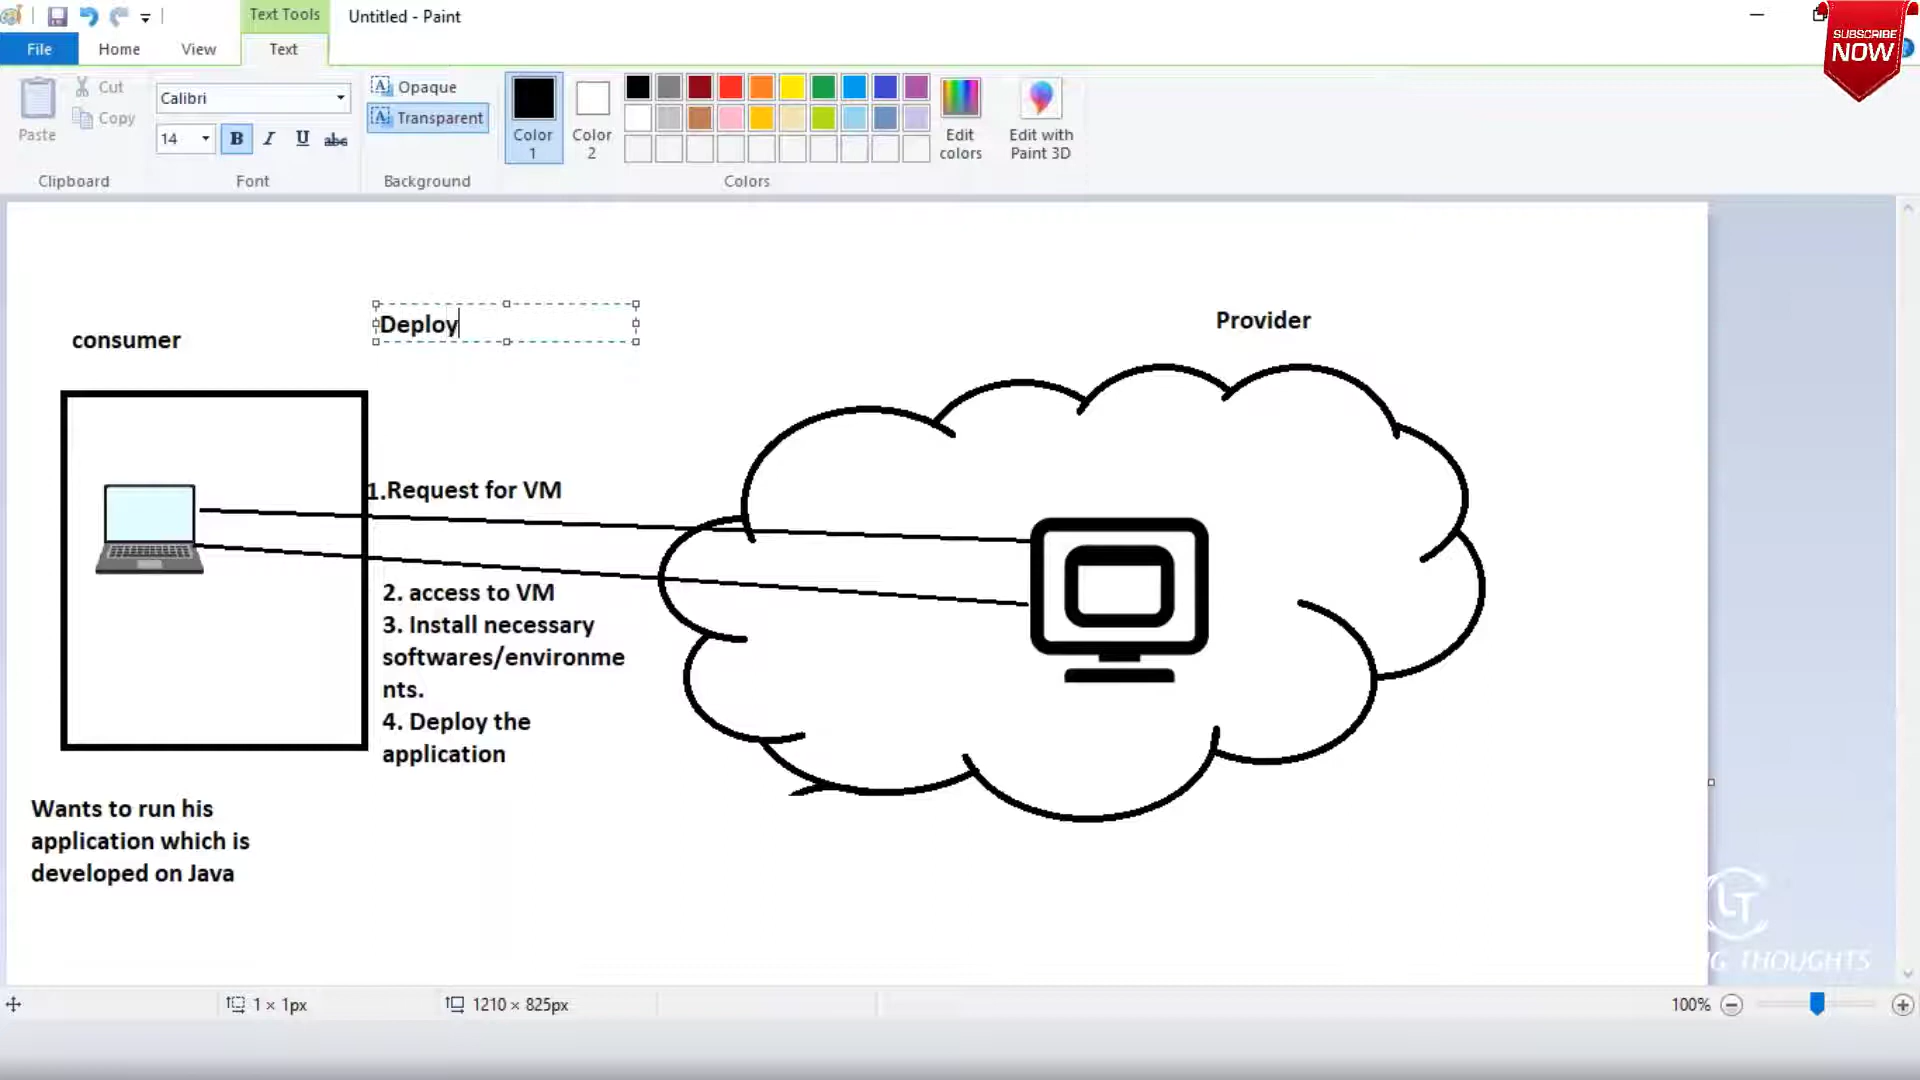 Text Tools
Untitled - Paint
SUBSCRIBE
NOW
File
Home
View
Text
Paste
Cut
Copy
Calibri
14
B
I
U
abc
Opaque
Transparent
Color
1
Color
2
Edit
colors
Edit with
Paint 3D
Clipboard
Font
Background
Colors
Deploy
Provider
consumer
1.Request for VM
2. access to VM
3. Install necessary
softwares/environme
nts.
4. Deploy the
application
Wants to run his
application which is
developed on Java
LT
THOUGHTS
1 × 1px
1210 × 825px
100%